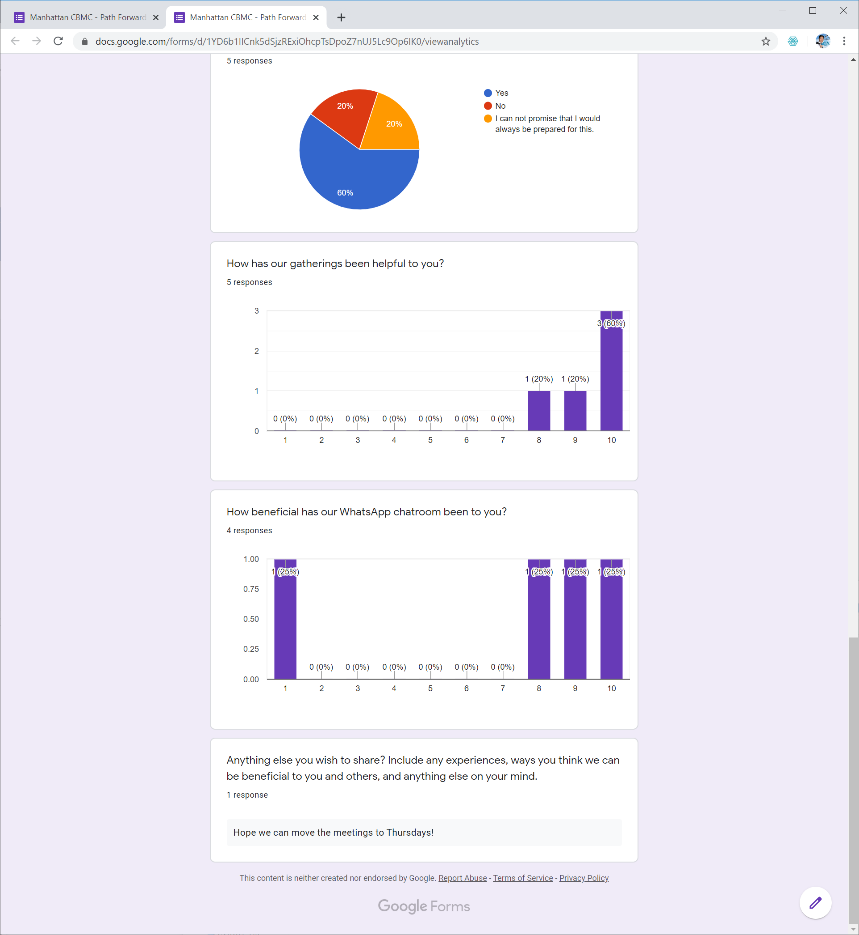 Manhattan CBMC - Path Forward
Manhattan CBMC - Path Forward
docs.google.com/forms/d/1YD6b1IICnk5dSjzRExiOhcpTsDpoZ7nUJ5Lc9Op6IK0/viewanalytics
5 responses
20%
20%
60%
Yes
No
I can not promise that I would
always be prepared for this.
How has our gatherings been helpful to you?
5 responses
3
2
1
0
0 (0%) 0 (0%) 0 (0%) 0 (0%) 0 (0%) 0 (0%) 0 (0%) 1 (20%) 1 (20%) 3 (60%)
1 2 3 4 5 6 7 8 9 10
How beneficial has our WhatsApp chatroom been to you?
4 responses
1.00
0.75
0.50
0.25
0.00
1 (25%) 0 (0%) 0 (0%) 0 (0%) 0 (0%) 0 (0%) 0 (0%) 1 (25%) 1 (25%) 1 (25%)
1 2 3 4 5 6 7 8 9 10
Anything else you wish to share? Include any experiences, ways you think we can
be beneficial to you and others, and anything else on your mind.
1 response
Hope we can move the meetings to Thursdays!
This content is neither created nor endorsed by Google. Report Abuse - Terms of Service - Privacy Policy
Google Forms